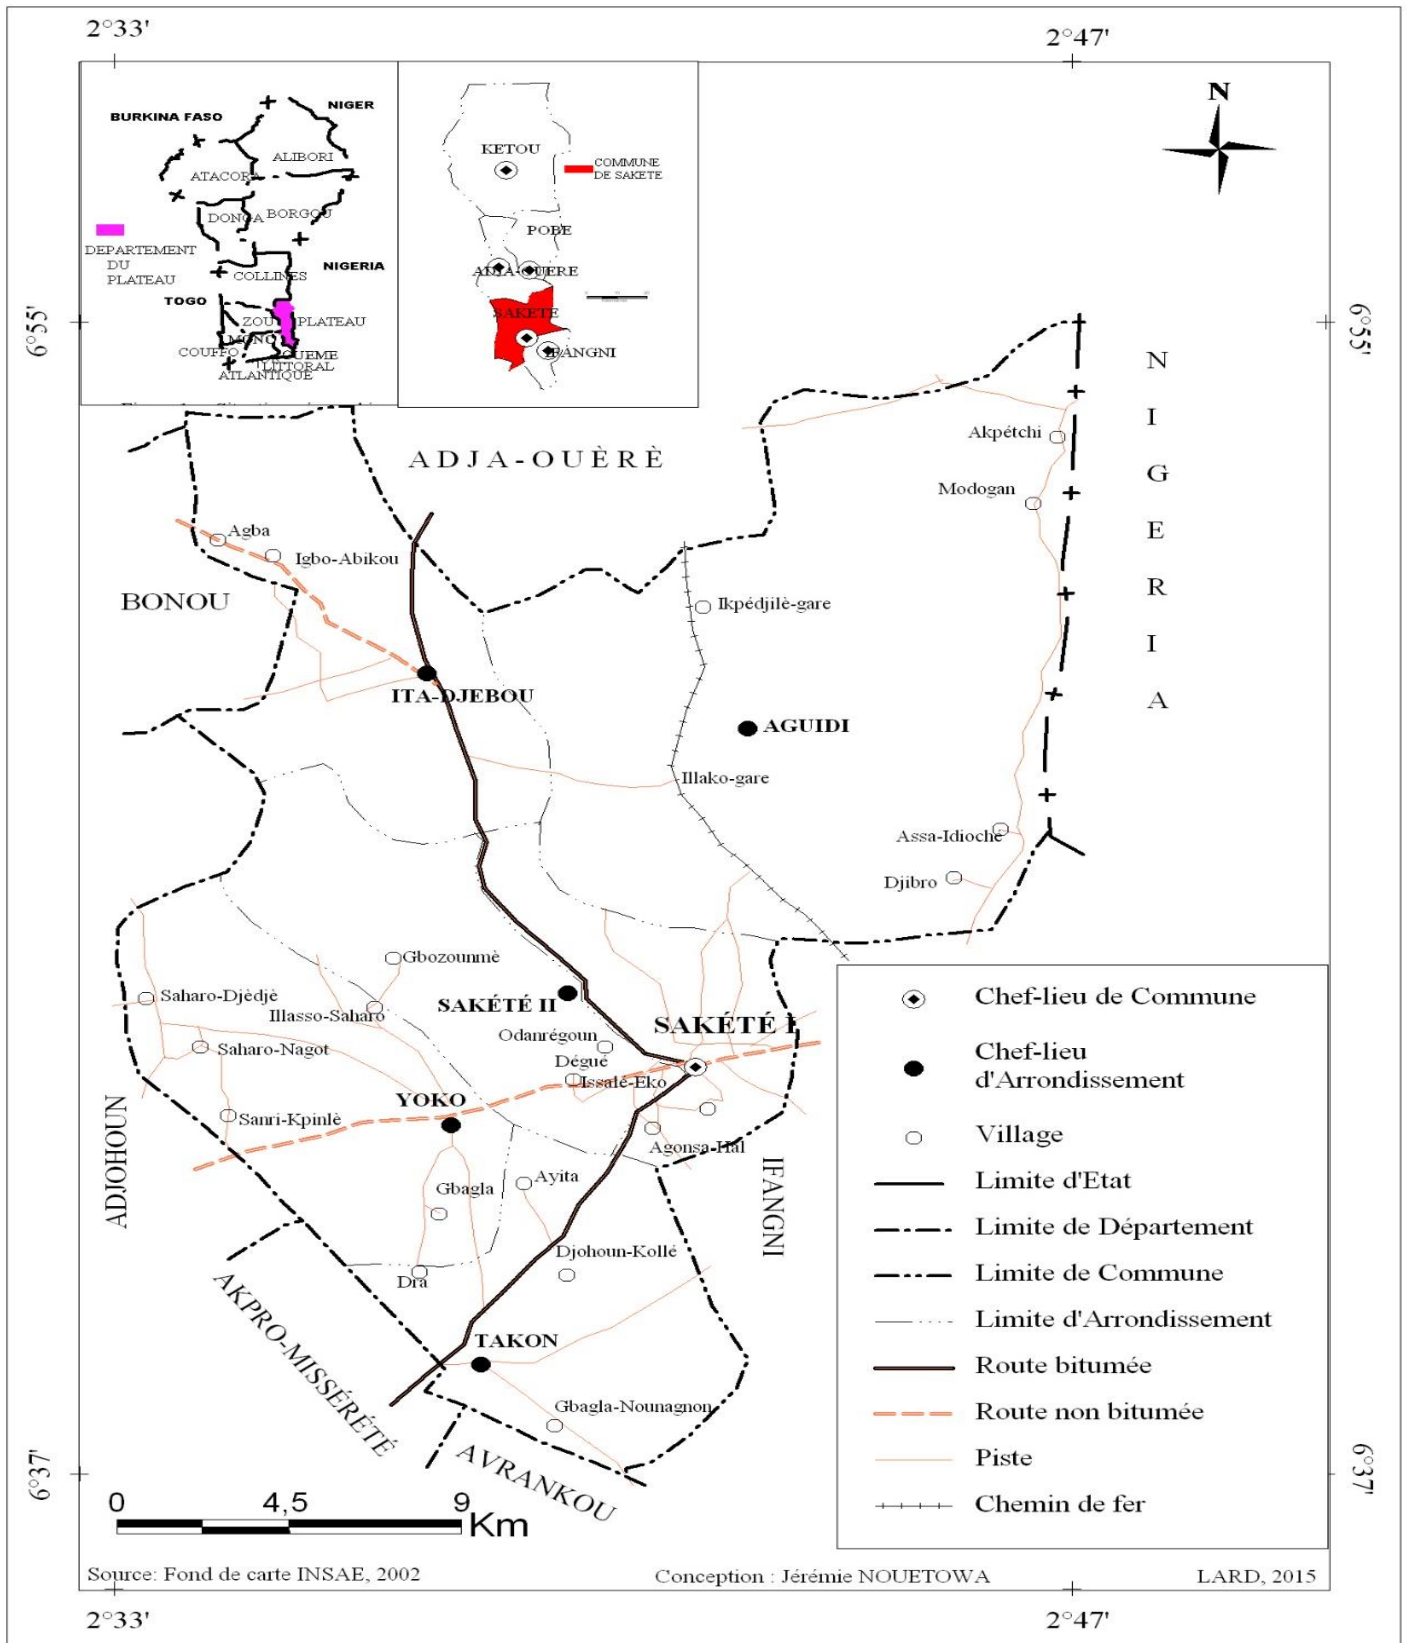 2°33'
2°47'
BURKINA FASO
NIGER
ALIBORI
ATACORA
DONGA
BORGOU
DEPARTEMENT
DU
PLATEAU
NIGERIA
COLLINES
TOGO
ZOU
PLATEAU
MONO
COUFFO
OUEME
LITTORAL
ATLANTIQUE
KETOU
COMMUNE
DE SAKETE
POBE
ADJA-OUERE
SAKETE
IFANGNI
N
6°55'
6°55'
NIGERIA
ADJA-OUÈRÈ
Akpétchi
Modogan
Agba
Igbo-Abikou
BONOU
Ikpédjilè-gare
ITA-DJEBOU
AGUIDI
Illako-gare
Assa-Idioche
Djibro
Gbozounmè
Saharo-Djèdjè
Illasso-Saharo
SAKÉTÉ II
SAKÉTÉ I
Odanrégoun
Saharo-Nagot
Dégué
Issalé-Eko
YOKO
Sanri-Kpinlè
Agonsa-Hal
ADJOHOUN
IFANGNI
Ayita
Gbagla
Djohoun-Kollé
Dra
AKPRO-MISSÉRÉTÉ
TAKON
Gbagla-Nounagnon
AVRANKOU
Chef-lieu de Commune
Chef-lieu
d'Arrondissement
Village
Limite d'Etat
Limite de Département
Limite de Commune
Limite d'Arrondissement
Route bitumée
Route non bitumée
Piste
Chemin de fer
6°37'
6°37'
0 4,5 9
Km
Source: Fond de carte INSAE, 2002
Conception : Jérémie NOUETOWA
LARD, 2015
2°33'
2°47'